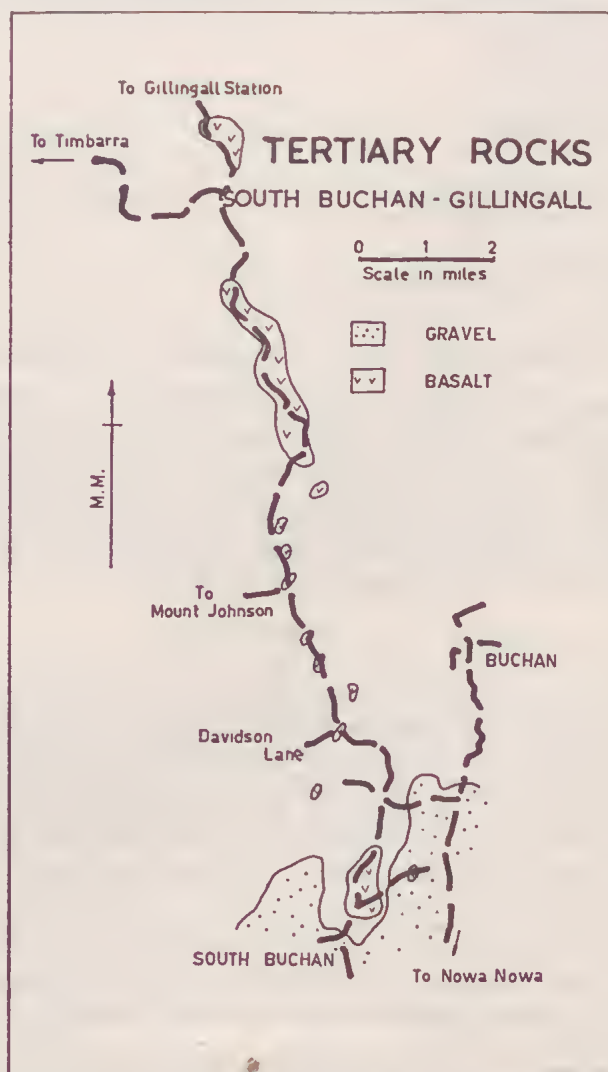 To Gillingall Station
To Timbarra
TERTIARY ROCKS
SOUTH BUCHAN - GILLINGALL
0 1 2
Scale in miles
GRAVEL
BASALT
M.M.
To
Mount Johnson
BUCHAN
Davidson
Lane
SOUTH BUCHAN
To Nowa Nowa